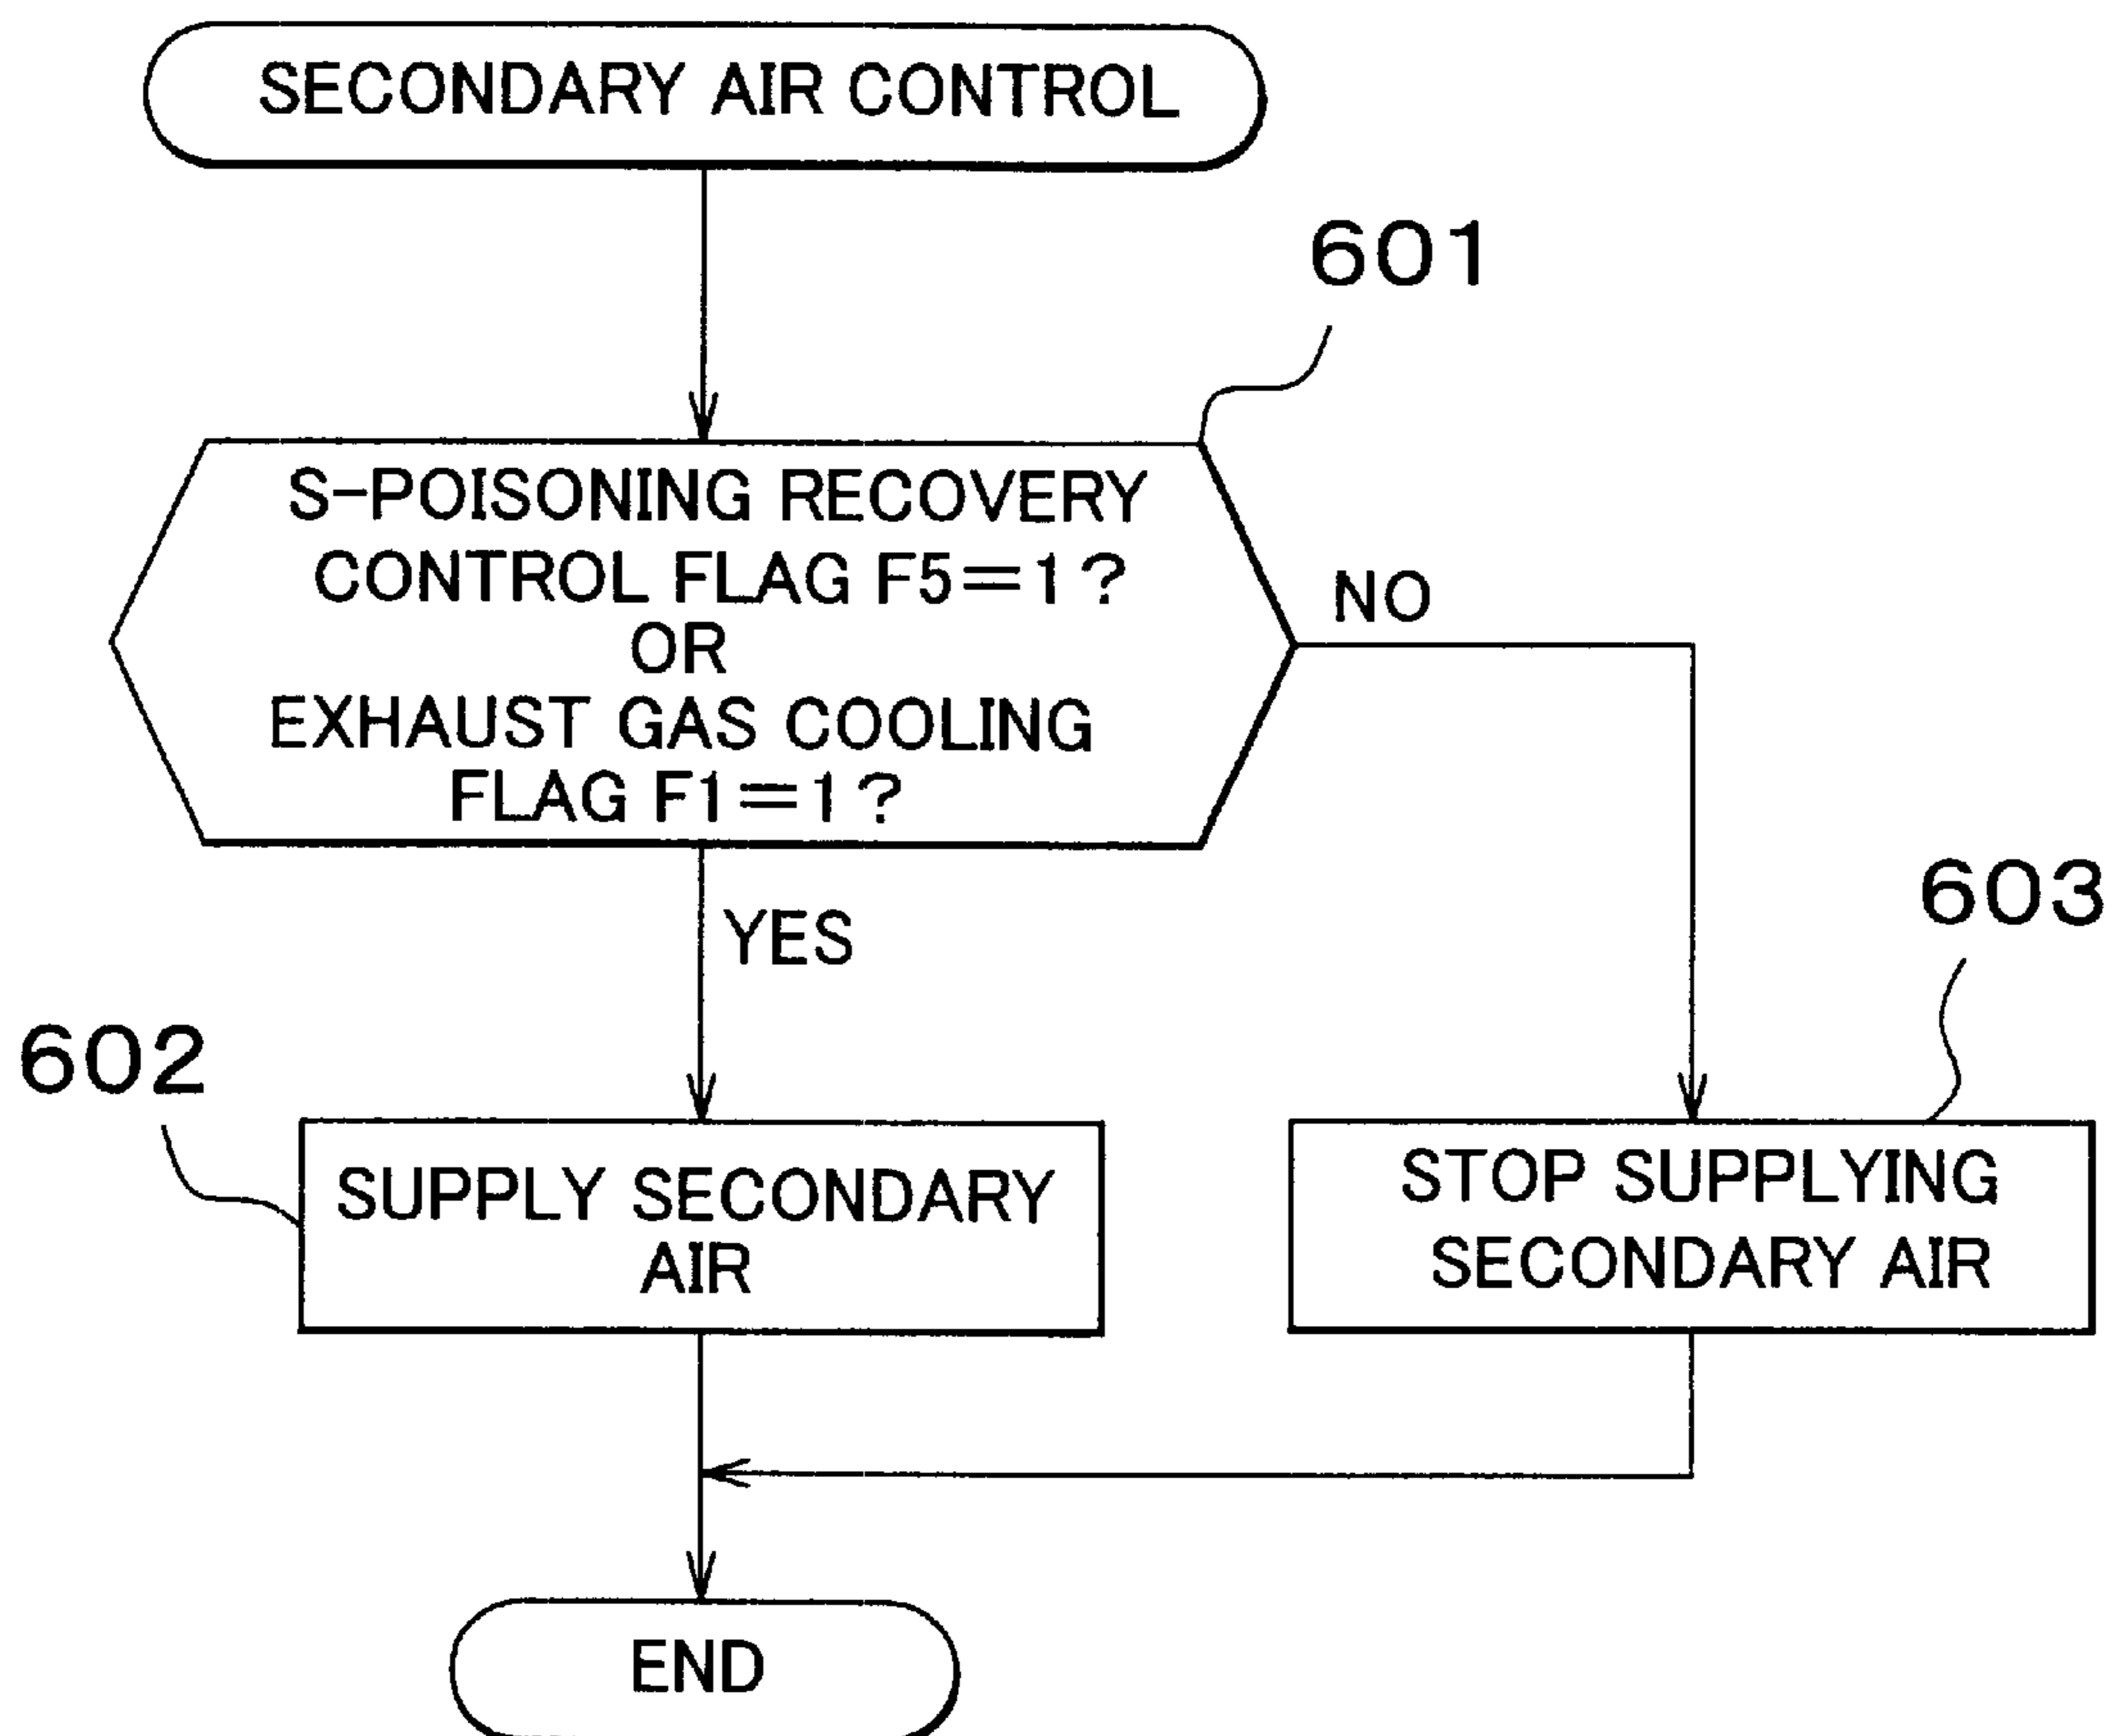 SECONDARY AIR CONTROL
601
S-POISONING RECOVERY
CONTROL FLAG F5=1?
OR
EXHAUST GAS COOLING
FLAG F1=1?
NO
YES
603
602
SUPPLY SECONDARY
AIR
STOP SUPPLYING
SECONDARY AIR
END